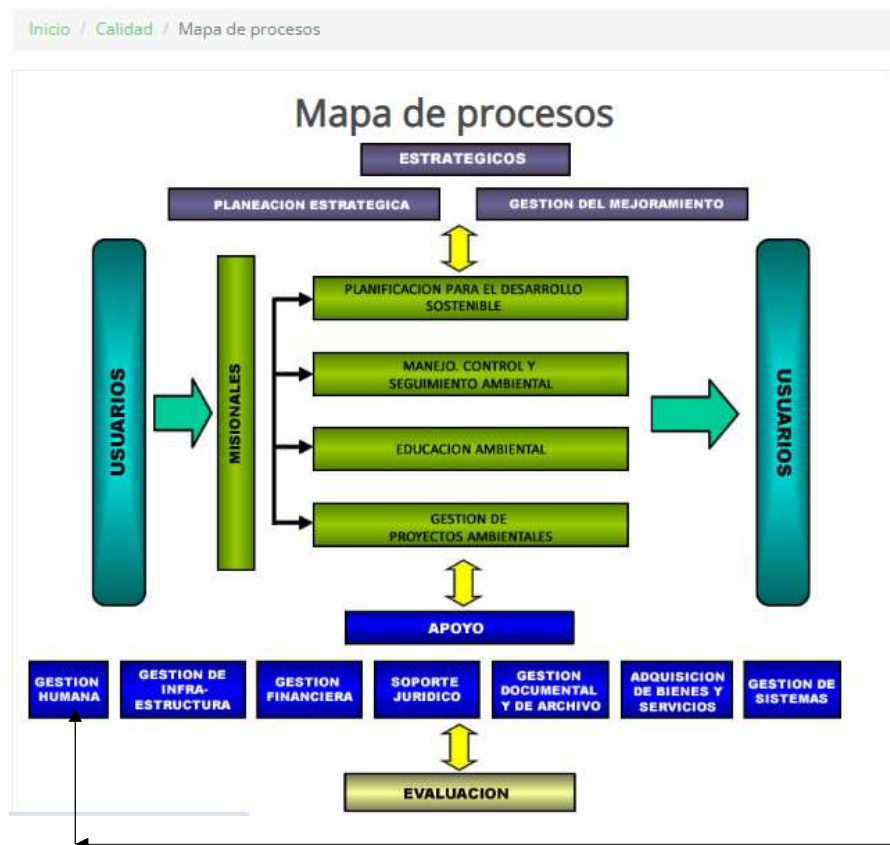 Inicio / Calidad / Mapa de procesos
Mapa de procesos
ESTRATEGICOS
PLANEACION ESTRATEGICA
GESTION DEL MEJORAMIENTO
USUARIOS
MISIONALES
PLANIFICACION PARA EL DESARROLLO
SOSTENIBLE
MANEJO. CONTROL Y
SEGUIMIENTO AMBIENTAL
EDUCACION AMBIENTAL
GESTION DE
PROYECTOS AMBIENTALES
USUARIOS
APOYO
GESTION
HUMANA
GESTION DE
INFRA-
ESTRUCTURA
GESTION
FINANCIERA
SOPORTE
JURIDICO
GESTION
DOCUMENTAL
Y DE ARCHIVO
ADQUISICION
DE BIENES Y
SERVICIOS
GESTION DE
SISTEMAS
EVALUACION